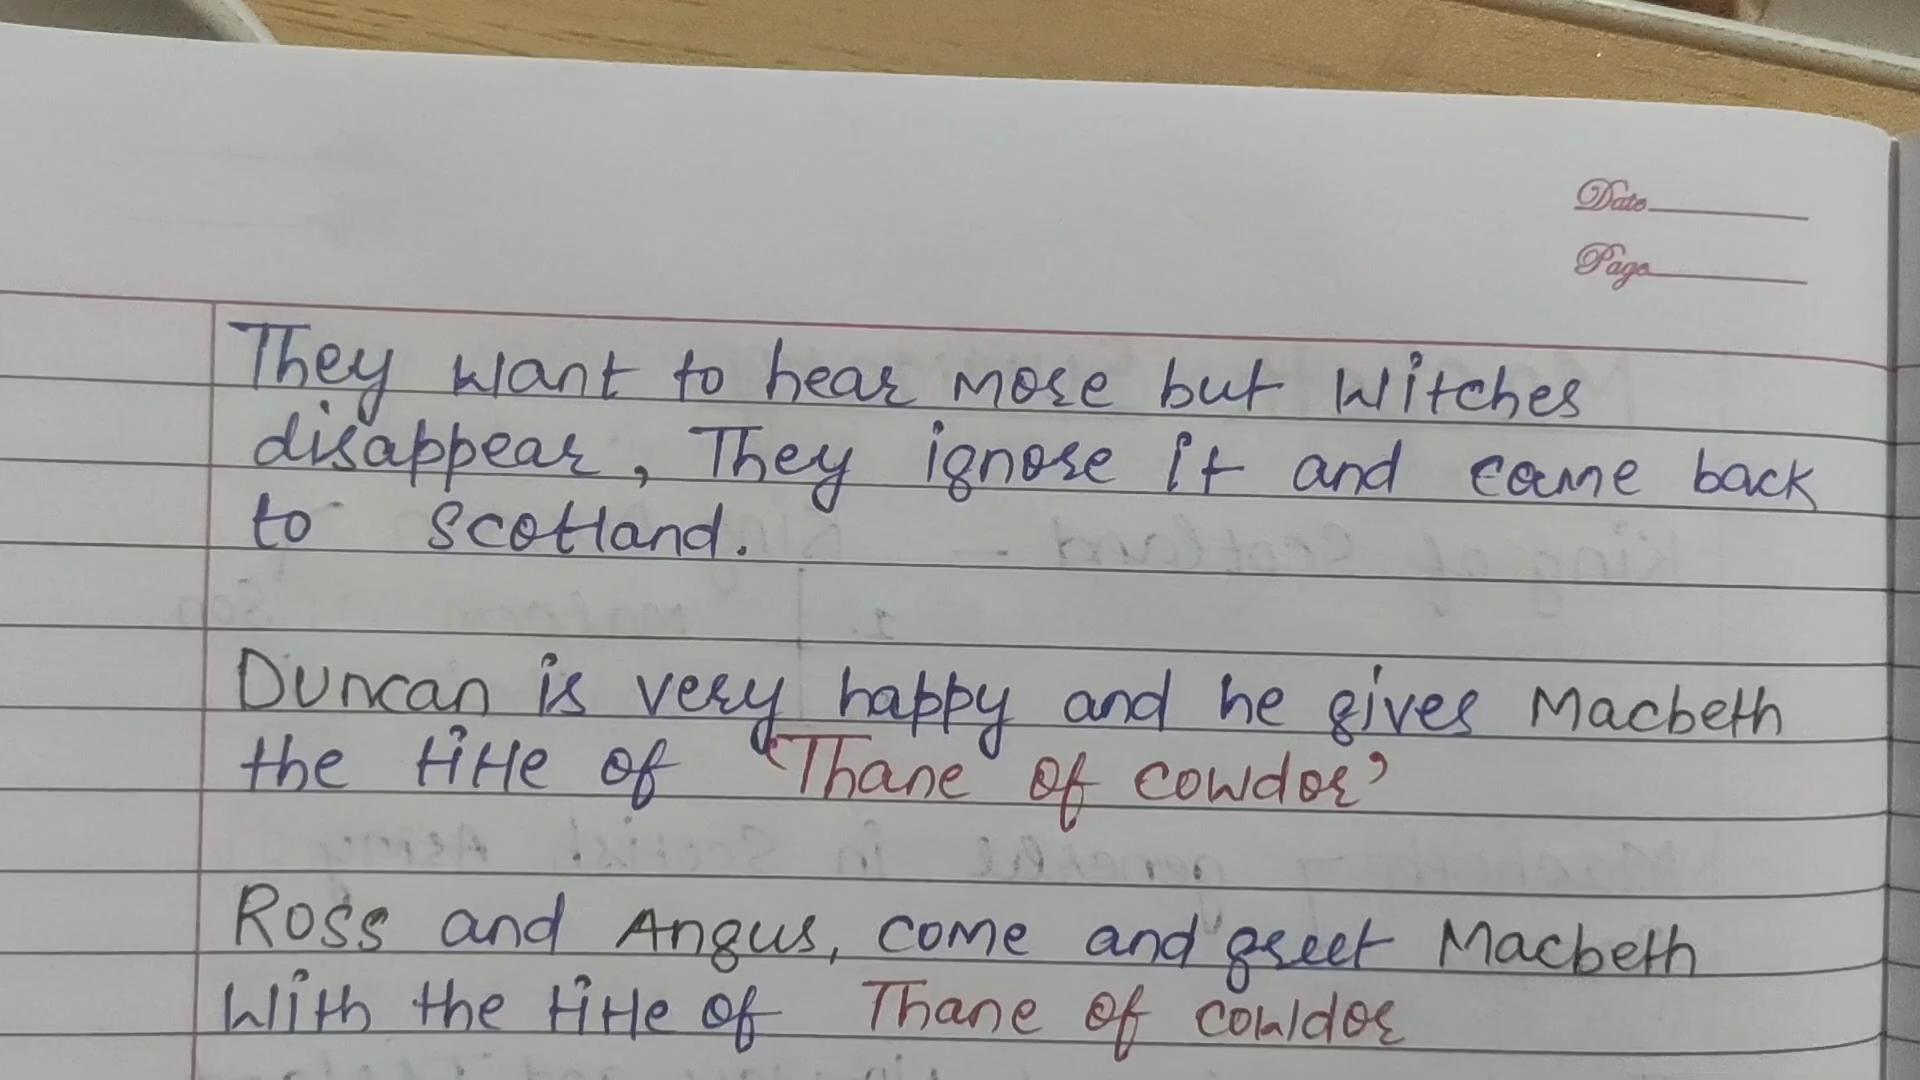 Date
Page
They want to hear more but witches
disappear, They ignore it and came back
to Scotland.
Duncan is very happy and he gives Macbeth
the title of 'Thane of cowdor'
Ross and Angus, come and greet Macbeth
With the title of Thane of cowdor